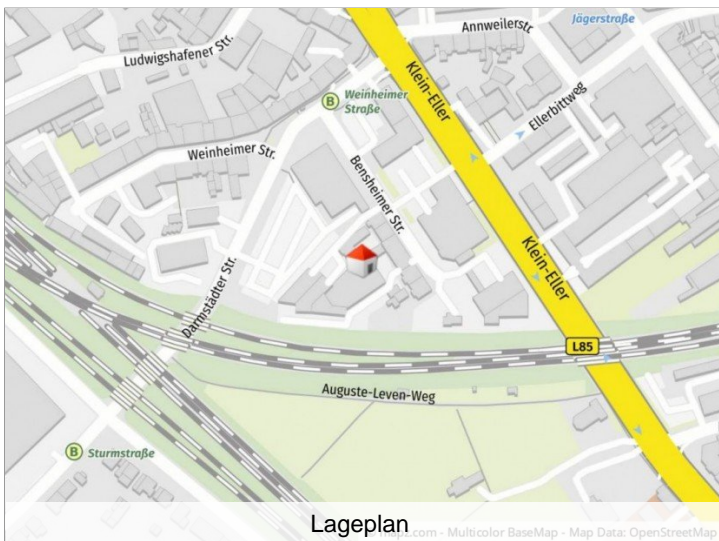 Annweilerstr
Jägerstraße
Ludwigshafener Str.
Klein-Eller
B Weinheimer
Straße
Ellerbittweg
Weinheimer Str.
Bensheimer Str.
Klein-Eller
Darmstädter Str.
L85
Auguste-Leven-Weg
B Sturmstraße
Lageplan
mapz.com - Multicolor BaseMap - Map Data: OpenStreetMap